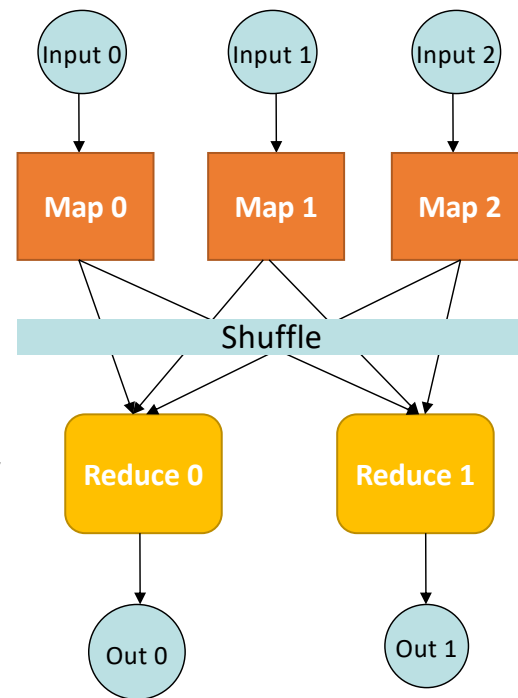 Input 0
Input 1
Input 2
Map 0
Map 1
Map 2
Shuffle
Reduce 0
Reduce 1
Out 0
Out 1